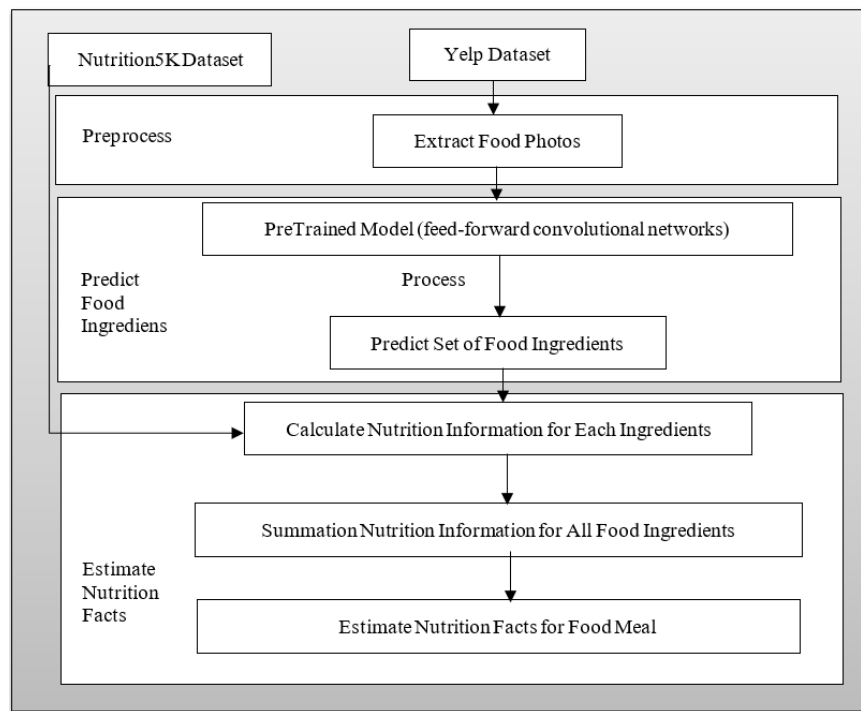 Nutrition5K Dataset
Yelp Dataset
Preprocess
Extract Food Photos
PreTrained Model (feed-forward convolutional networks)
Process
Predict
Food
Ingrediens
Predict Set of Food Ingredients
Calculate Nutrition Information for Each Ingredients
Summation Nutrition Information for All Food Ingredients
Estimate
Nutrition
Facts
Estimate Nutrition Facts for Food Meal